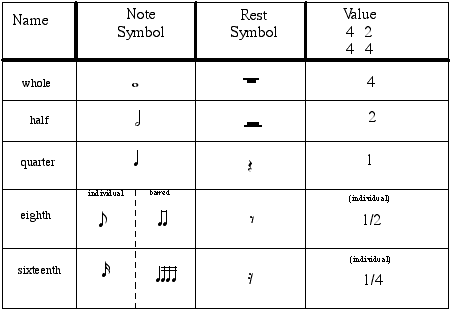 Name
Note
Symbol
Rest
Symbol
Value
4 2
4 4
whole
4
half
2
quarter
1
individual
barred
(individual)
eighth
1/2
(individual)
sixteenth
1/4